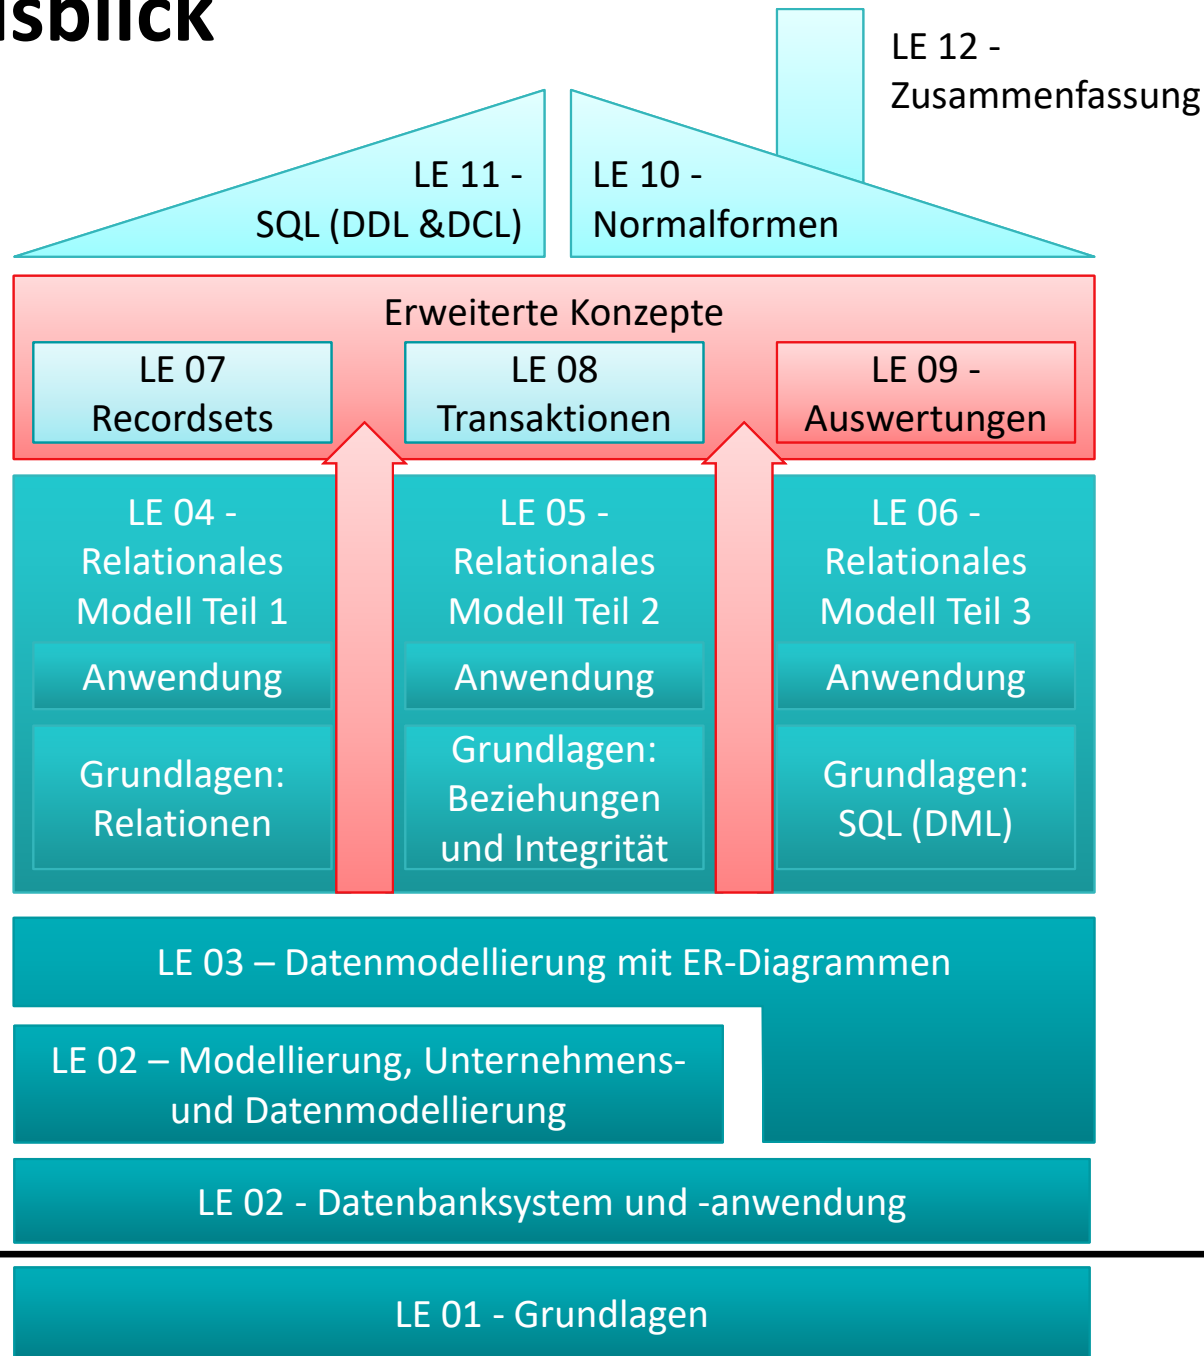 LE 12 -
Zusammenfassung
LE 11 -
SQL (DDL &DCL)
LE 10 -
Normalformen
Erweiterte Konzepte
LE 07
Recordsets
LE 08
Transaktionen
LE 09 -
Auswertungen
LE 04 -
Relationales
Modell Teil 1
Anwendung
Grundlagen:
Relationen
LE 05 -
Relationales
Modell Teil 2
Anwendung
Grundlagen:
Beziehungen
und Integrität
LE 06 -
Relationales
Modell Teil 3
Anwendung
Grundlagen:
SQL (DML)
LE 03 – Datenmodellierung mit ER-Diagrammen
LE 02 – Modellierung, Unternehmens-
und Datenmodellierung
LE 02 - Datenbanksystem und -anwendung
LE 01 - Grundlagen